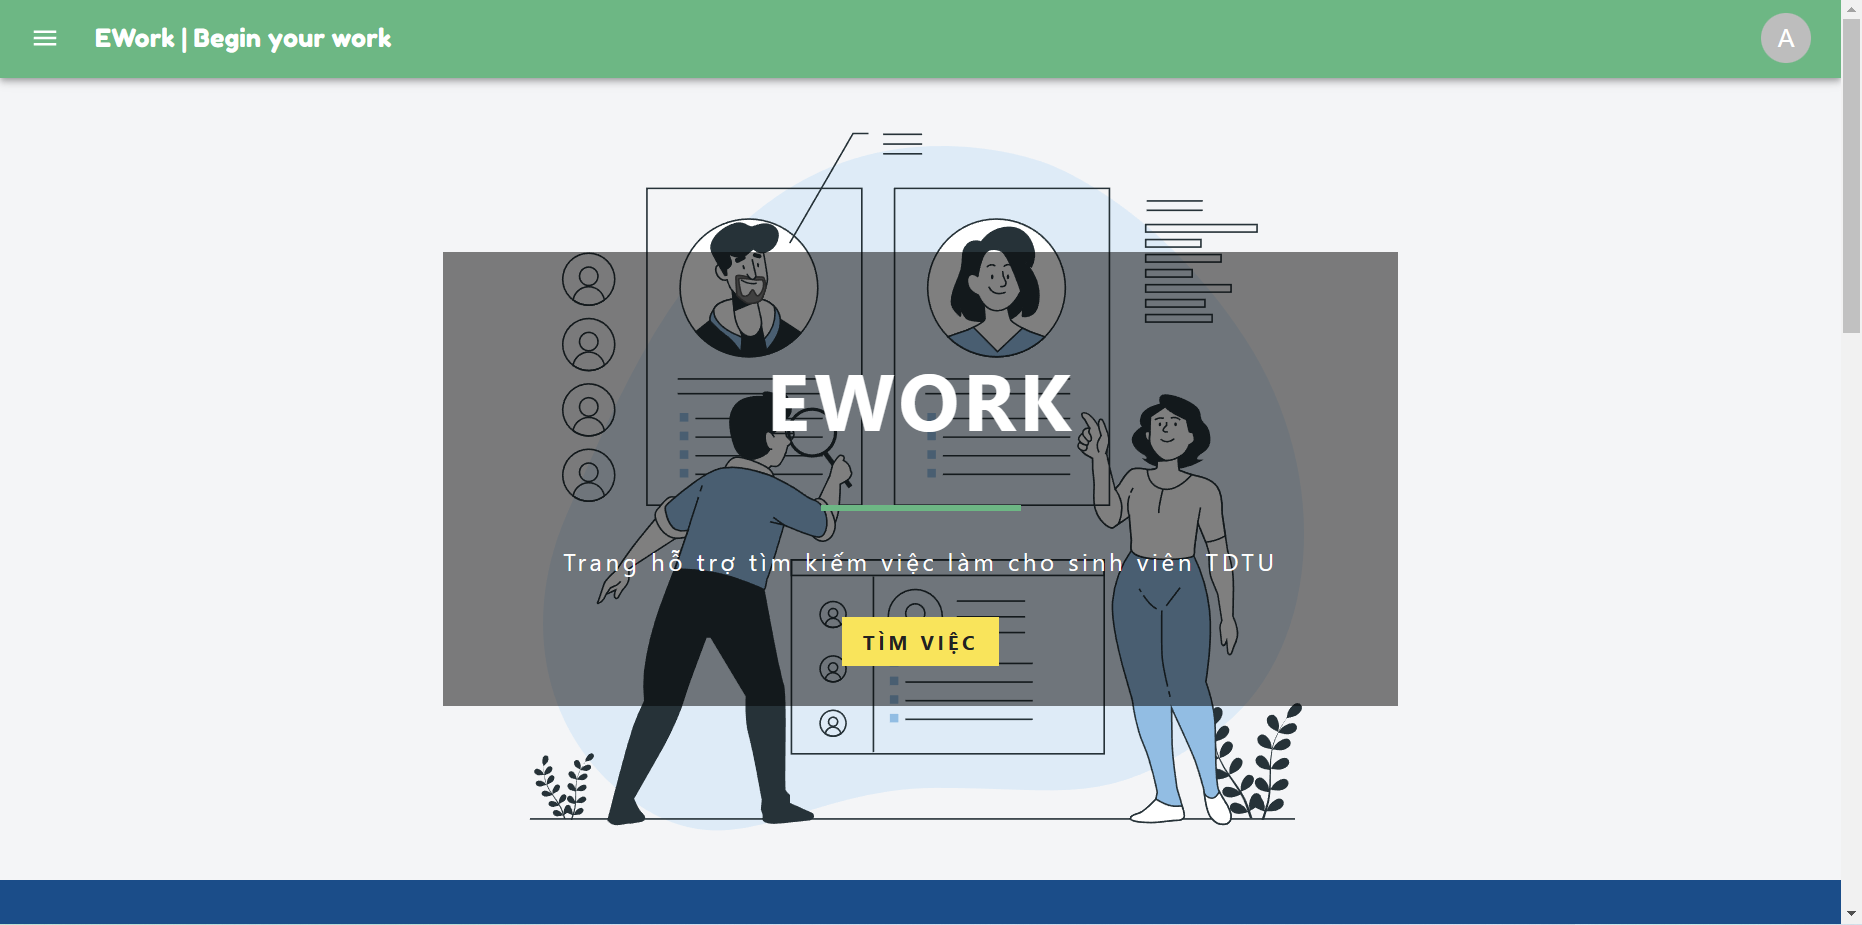 EWork | Begin your work
A
EWORK
Trang hỗ trợ tìm kiếm việc làm cho sinh viên TDTU
TÌM VIỆC